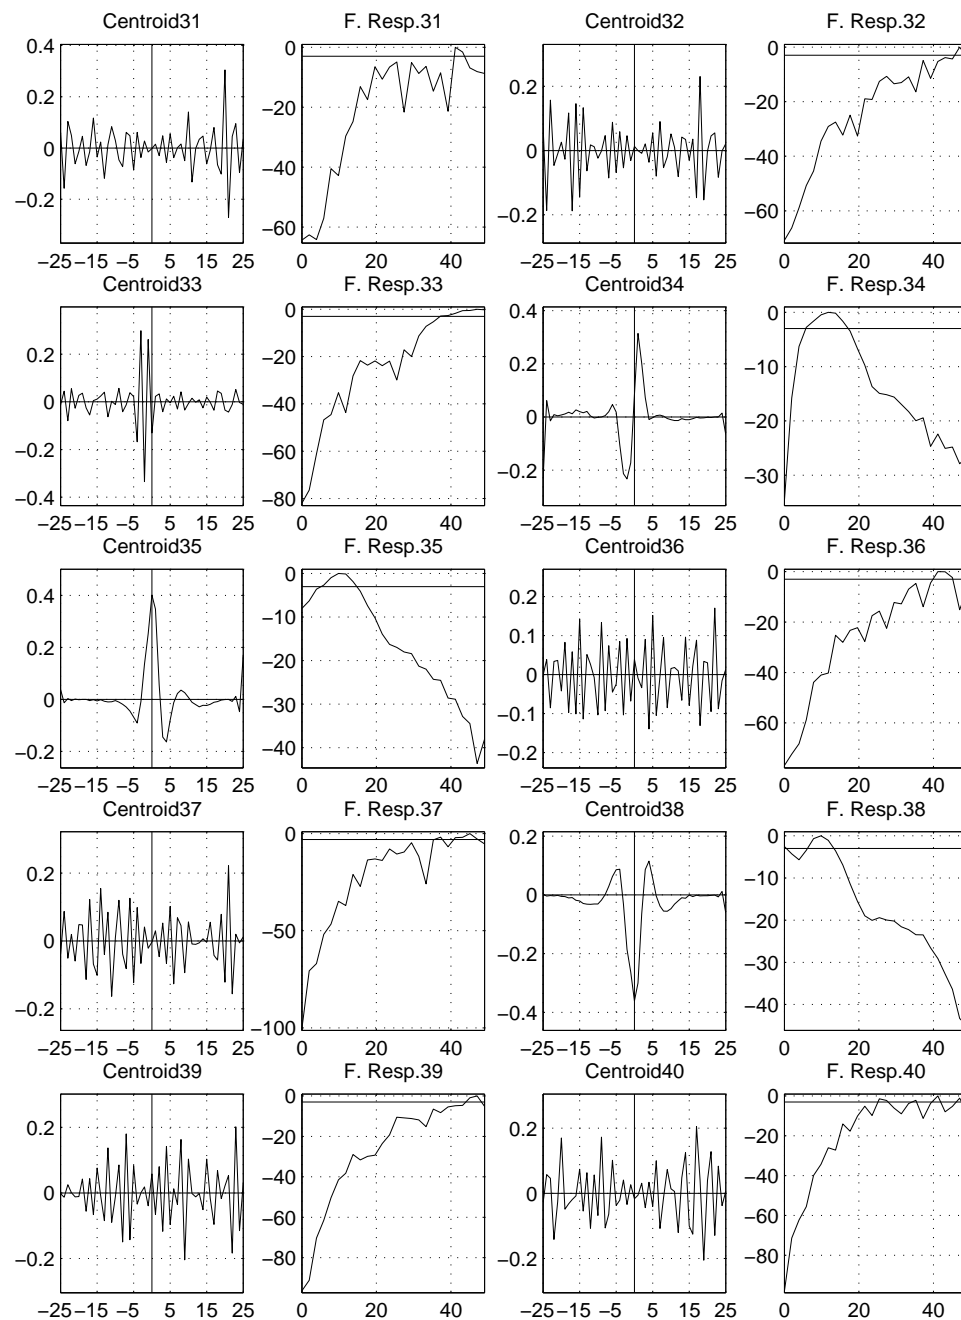 Centroid31 F. Resp.31 Centroid32 F. Resp.32
0.4 0 0.2 0
0.2 −20 0 −20
0 −40 −0.2 −40
−0.2 −60 −60
−25−15 −5 5 15 25 0 20 40 −25−15 −5 5 15 25 0 20 40
Centroid33 F. Resp.33 Centroid34 F. Resp.34
0.2 0 0.4 0
0 −20 0.2 −10
−0.2 −40 0 −20
−0.4 −60 −0.2 −30
−80
−25−15 −5 5 15 25 0 20 40 −25−15 −5 5 15 25 0 20 40
Centroid35 F. Resp.35 Centroid36 F. Resp.36
0.4 0 0.2 0
0.2 −10 0.1 −20
0 −20 0 −40
−0.2 −30 −0.1 −60
−40 −0.2
−25−15 −5 5 15 25 0 20 40 −25−15 −5 5 15 25 0 20 40
Centroid37 F. Resp.37 Centroid38 F. Resp.38
0.2 0 0.2 0
0 −50 0 −10
−0.2 −100 −0.2 −20
−0.4 −30
−40
−25−15 −5 5 15 25 0 20 40 −25−15 −5 5 15 25 0 20 40
Centroid39 F. Resp.39 Centroid40 F. Resp.40
0.2 0 0.2 0
0 −20 0 −20
−0.2 −40 −0.2 −40
−60 −60
−80 −80
−25−15 −5 5 15 25 0 20 40 −25−15 −5 5 15 25 0 20 40